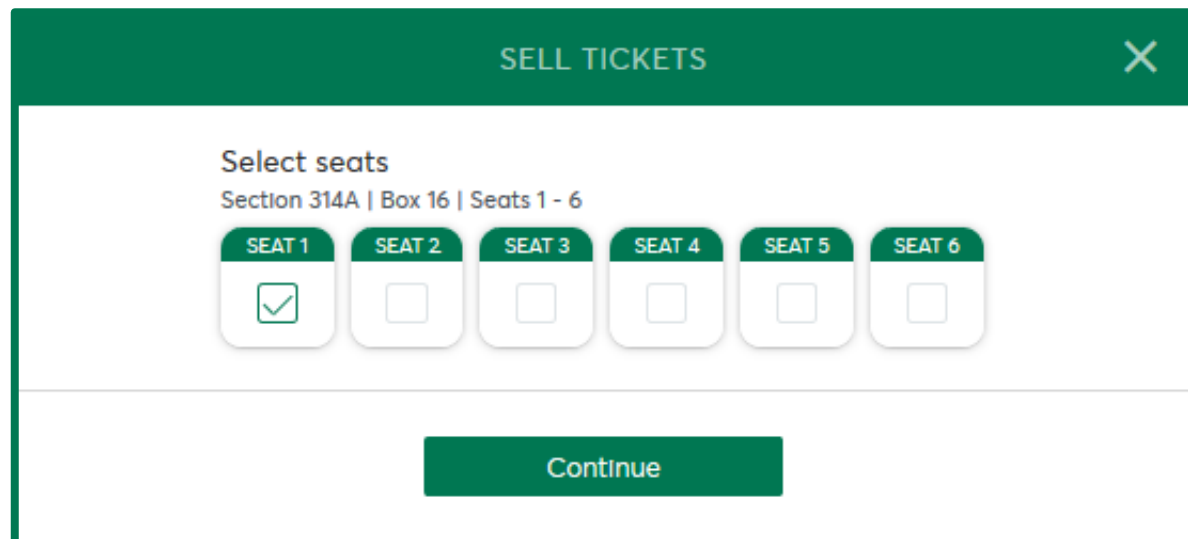 SELL TICKETS
Select seats
Section 314A | Box 16 | Seats 1 - 6
SEAT 1 SEAT 2 SEAT 3 SEAT 4 SEAT 5 SEAT 6
Continue